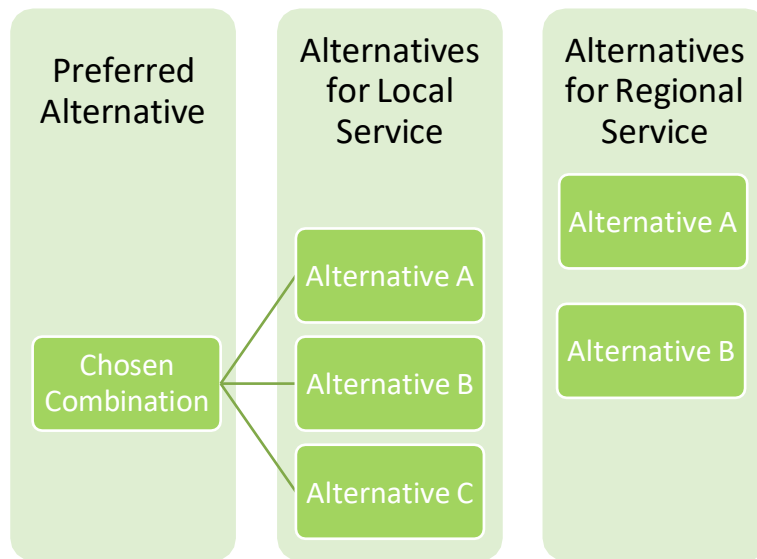 Preferred
Alternative
Chosen
Combination
Alternatives
for Local
Service
Alternative A
Alternative B
Alternative C
Alternatives
for Regional
Service
Alternative A
Alternative B